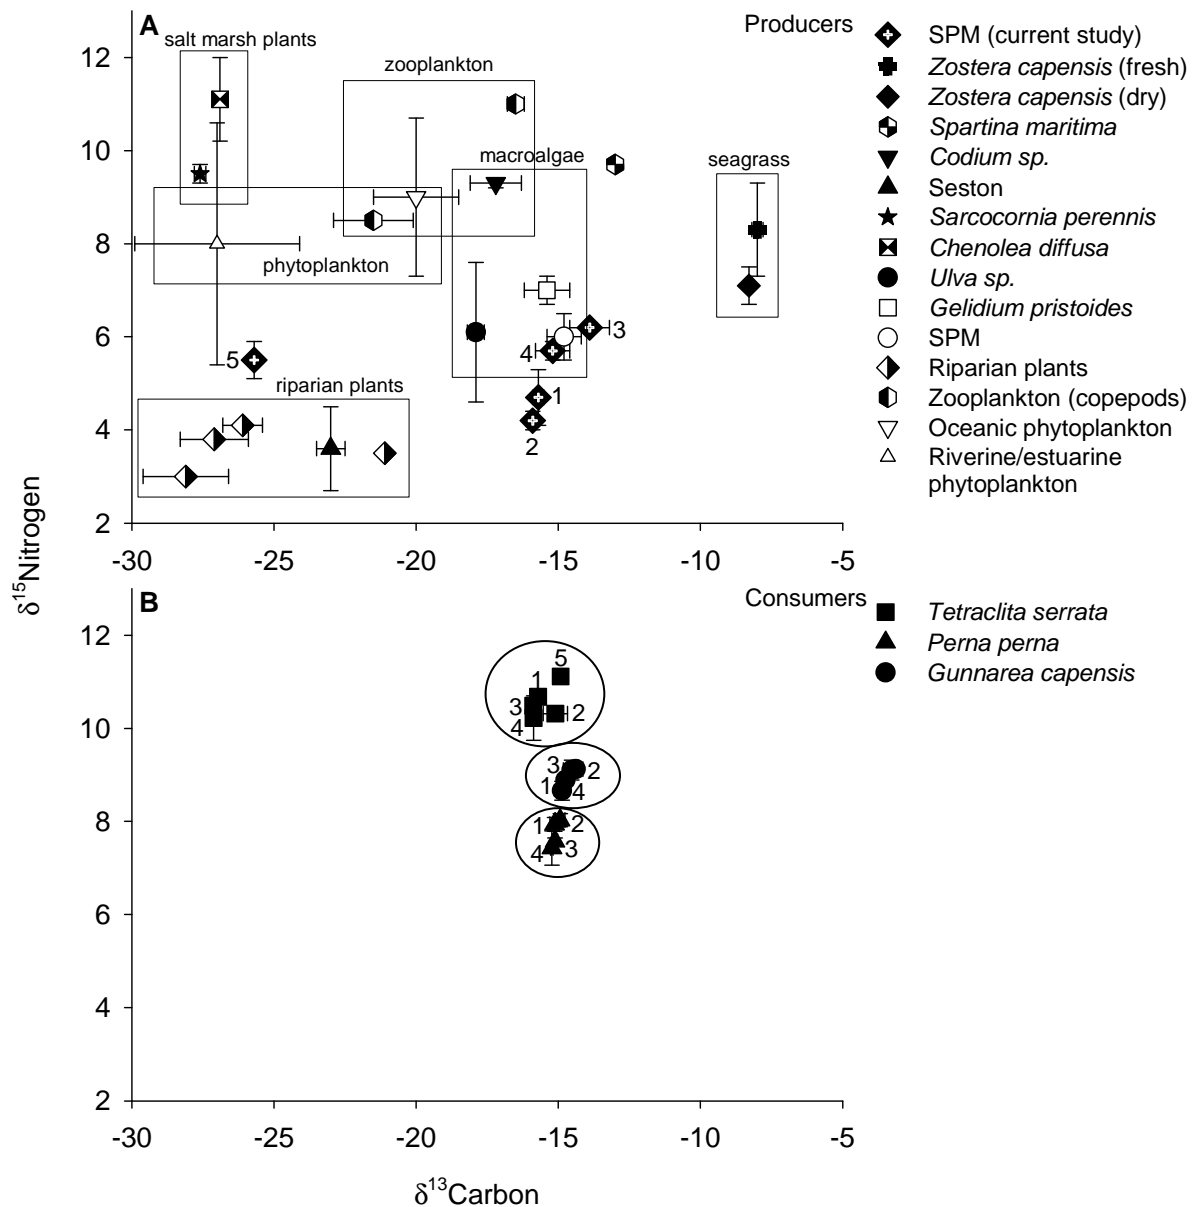 A
Producers
salt marsh plants
zooplankton
macroalgae
seagrass
phytoplankton
riparian plants
12
10
8
6
4
2
5
3
4
1
2
-30 -25 -20 -15 -10 -5
SPM (current study)
Zostera capensis (fresh)
Zostera capensis (dry)
Spartina maritima
Codium sp.
Seston
Sarcocornia perennis
Chenolea diffusa
Ulva sp.
Gelidium pristoides
SPM
Riparian plants
Zooplankton (copepods)
Oceanic phytoplankton
Riverine/estuarine
phytoplankton
δ15Nitrogen
B
Consumers
Tetraclita serrata
Perna perna
Gunnarea capensis
12
10
8
6
4
2
5
1
3 2
4
3 2
1 4
1 2
4 3
-30 -25 -20 -15 -10 -5
δ13Carbon